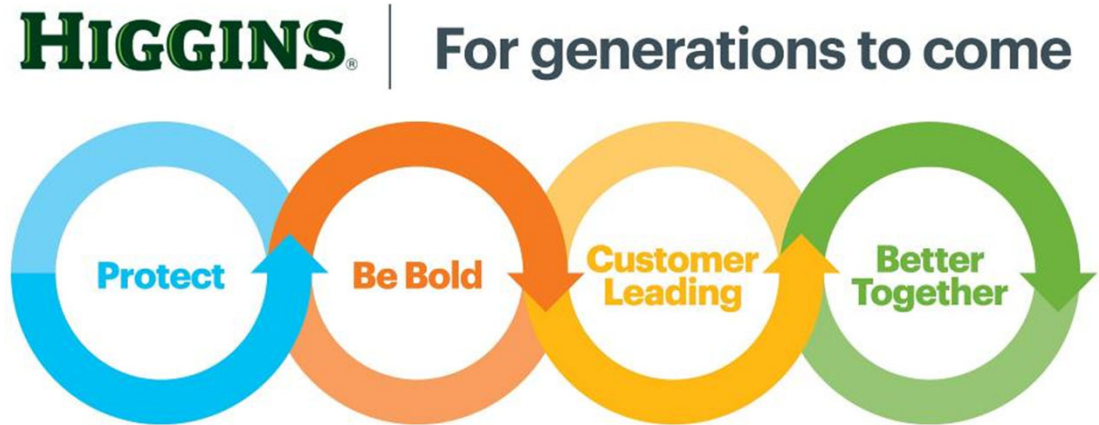 HIGGINS® For generations to come
Protect
Be Bold
Customer
Leading
Better
Together